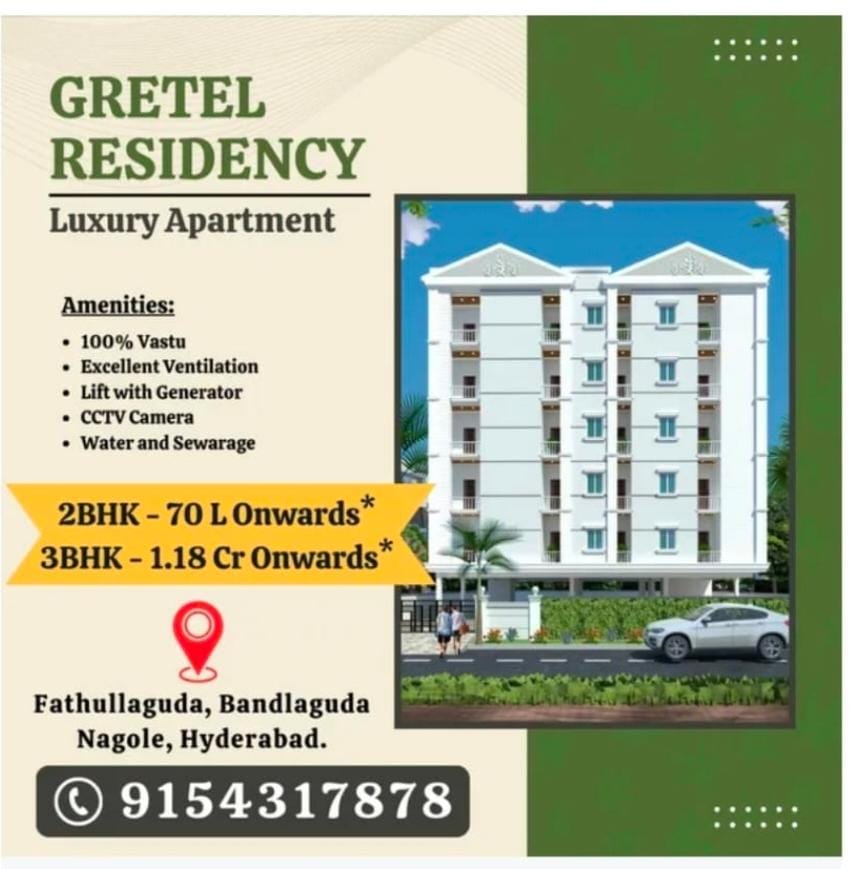 GRETEL
RESIDENCY
Luxury Apartment
Amenities:
• 100% Vastu
• Excellent Ventilation
• Lift with Generator
• CCTV Camera
• Water and Sewarage
2BHK - 70 L Onwards*
3BHK - 1.18 Cr Onwards*
Fathullaguda, Bandlaguda
Nagole, Hyderabad.
9154317878